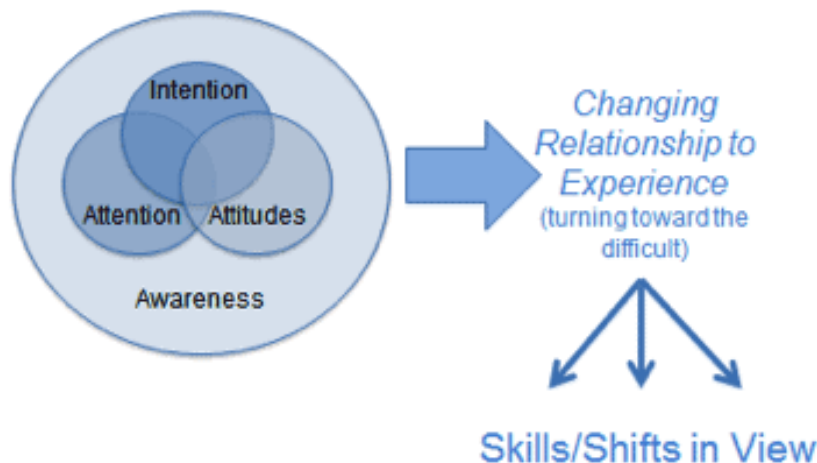 Intention
Attention
Attitudes
Awareness
Changing
Relationship to
Experience
(turning toward the
difficult)
Skills/Shifts in View